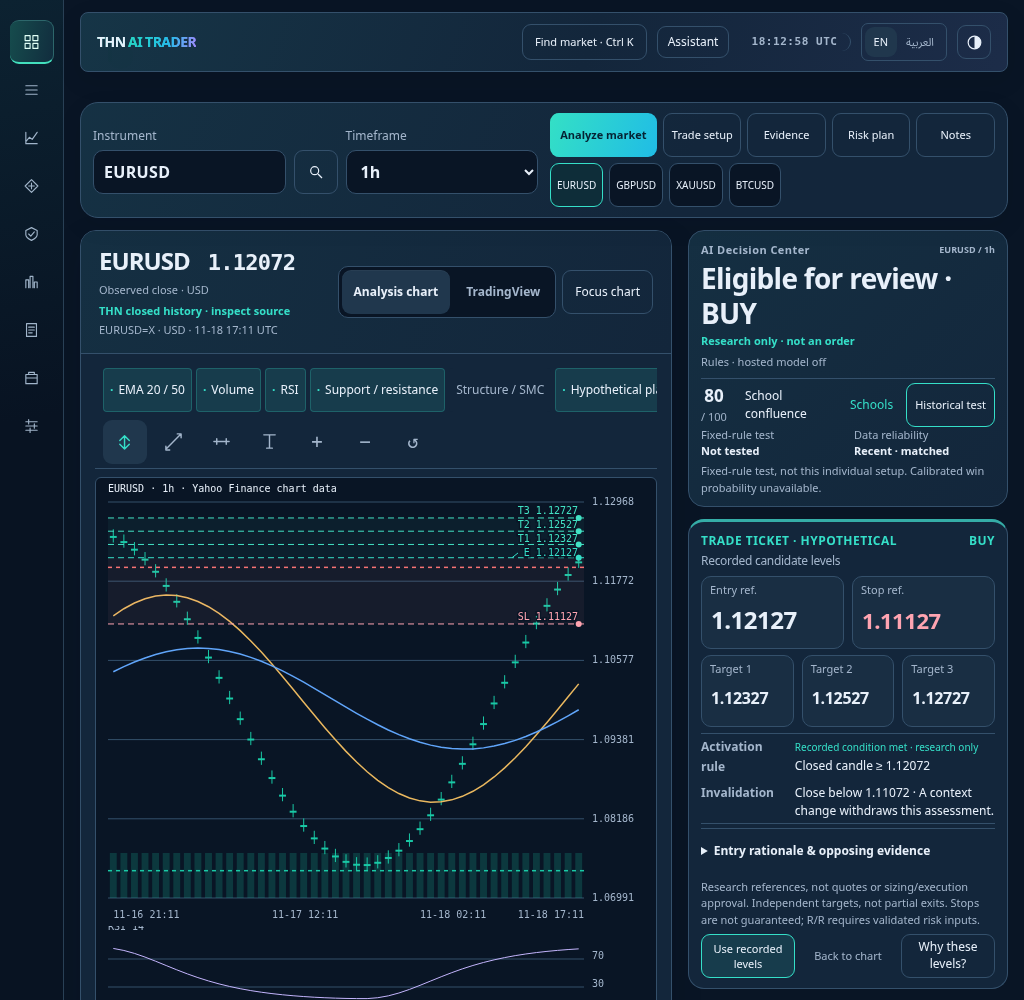 THN AI TRADER
Find market · Ctrl K
Assistant
18:12:58 UTC
EN
العربية
Instrument
EURUSD
Timeframe
1h
Analyze market
Trade setup
Evidence
Risk plan
Notes
EURUSD
GBPUSD
XAUUSD
BTCUSD
EURUSD 1.12072
Observed close · USD
THN closed history · inspect source
EURUSD=X · USD · 11-18 17:11 UTC
Analysis chart
TradingView
Focus chart
· EMA 20 / 50
· Volume
· RSI
· Support / resistance
Structure / SMC
· Hypothetical
EURUSD · 1h · Yahoo Finance chart data
1.12968
T3 1.12727
T2 1.12527
T1 1.12327
E 1.12127
1.11772
SL 1.11127
1.10577
1.09381
1.08186
1.06991
11-16 21:11
11-17 12:11
11-18 02:11
11-18 17:11
RSI 14
70
30
AI Decision Center
EURUSD / 1h
Eligible for review ·
BUY
Research only · not an order
Rules · hosted model off
80
/ 100
School
confluence
Schools
Historical test
Fixed-rule test
Not tested
Data reliability
Recent · matched
Fixed-rule test, not this individual setup. Calibrated win
probability unavailable.
TRADE TICKET · HYPOTHETICAL
BUY
Recorded candidate levels
Entry ref.
1.12127
Stop ref.
1.11127
Target 1
1.12327
Target 2
1.12527
Target 3
1.12727
Activation
rule
Recorded condition met · research only
Closed candle ≥ 1.12072
Invalidation
Close below 1.11072 · A context
change withdraws this assessment.
Entry rationale & opposing evidence
Research references, not quotes or sizing/execution
approval. Independent targets, not partial exits. Stops
are not guaranteed; R/R requires validated risk inputs.
Use recorded
levels
Back to chart
Why these
levels?